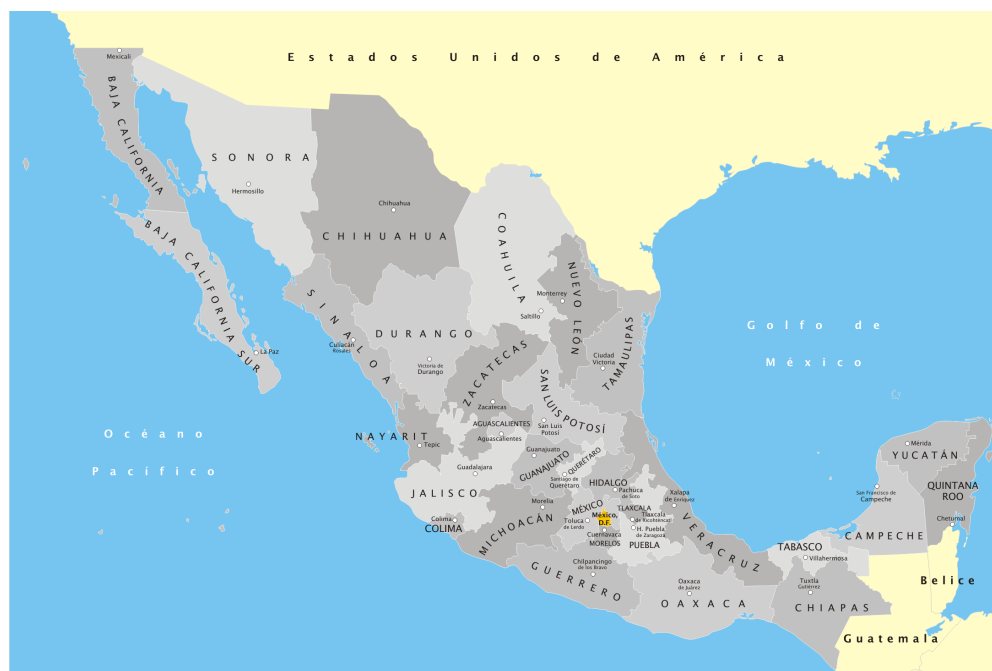 Estados Unidos de América
Mexicali
BAJA CALIFORNIA
SONORA
Hermosillo
Chihuahua
CHIHUAHUA
BAJA CALIFORNIA SUR
La Paz
COAHUILA
Saltillo
NUEVO LEÓN
Monterrey
SINALOA
Culiacán
Rosales
DURANGO
Victoria de
Durango
ZACATECAS
Zacatecas
Ciudad
Victoria
TAMAULIPAS
Golfo de
México
SAN LUIS POTOSÍ
San Luis
Potosí
AGUASCALIENTES
Aguascalientes
NAYARIT
Tepic
Océano
Pacífico
Guanajuato
GUANAJUATO
QUERÉTARO
Santiago de
Querétaro
Guadalajara
JALISCO
HIDALGO
Pachuca
de Soto
Xalapa
de Enríquez
Colima
COLIMA
Morelia
MICHOACÁN
MÉXICO
Toluca
de Lerdo
México,
D.F.
TLAXCALA
Tlaxcala
de Xicohténcatl
H. Puebla
de Zaragoza
Cuernavaca
MORELOS
PUEBLA
VERACRUZ
Chilpancingo
de los Bravo
GUERRERO
Oaxaca
de Juárez
OAXACA
Mérida
YUCATÁN
San Francisco de
Campeche
QUINTANA
ROO
Chetumal
CAMPECHE
TABASCO
Villahermosa
Tuxtla
Gutiérrez
CHIAPAS
Belice
Guatemala